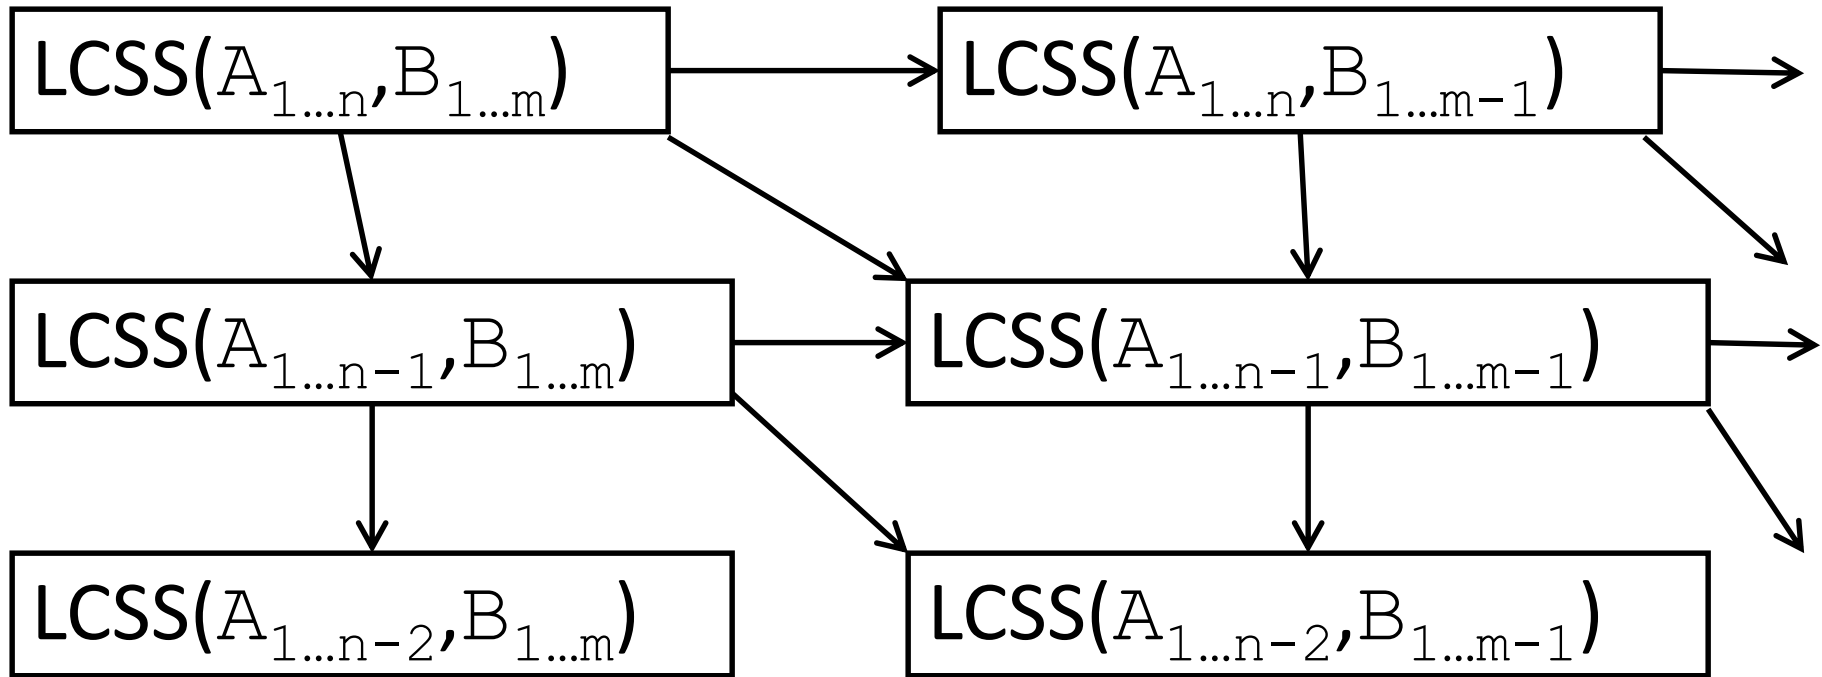 LCSS(A1…n,B1…m) LCSS(A1…n,B1…m-1)
LCSS(A1…n-1,B1…m) LCSS(A1…n-1,B1…m-1)
LCSS(A1…n-2,B1…m) LCSS(A1…n-2,B1…m-1)